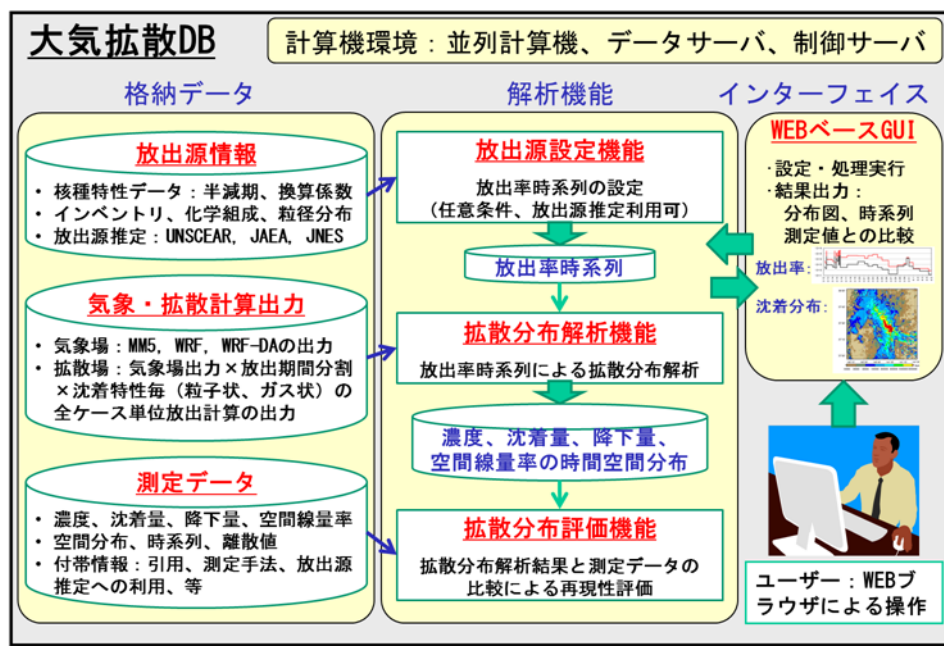 大気拡散DB
計算機環境：並列計算機、データサーバ、制御サーバ
格納データ
放出源情報
・ 核種特性データ：半減期、換算係数
・ インベントリ、化学組成、粒径分布
・ 放出源推定：UNSCEAR, JAEA, JNES
気象・拡散計算出力
・ 気象場：MM5, WRF, WRF-DAの出力
・ 拡散場：気象場出力×放出期間分割
×沈着特性毎（粒子状、ガス状）の
全ケース単位放出計算の出力
測定データ
・ 濃度、沈着量、降下量、空間線量率
・ 空間分布、時系列、離散値
・ 付帯情報：引用、測定手法、放出源
推定への利用、等
解析機能
放出源設定機能
放出率時系列の設定
（任意条件、放出源推定利用可）
放出率時系列
拡散分布解析機能
放出率時系列による拡散分布解析
濃度、沈着量、降下量、
空間線量率の時間空間分布
拡散分布評価機能
拡散分布解析結果と測定データの
比較による再現性評価
インターフェイス
WEBベースGUI
・設定・処理実行
・結果出力：
分布図、時系列
測定値との比較
放出率：
沈着分布：
ユーザー：WEBブ
ラウザによる操作